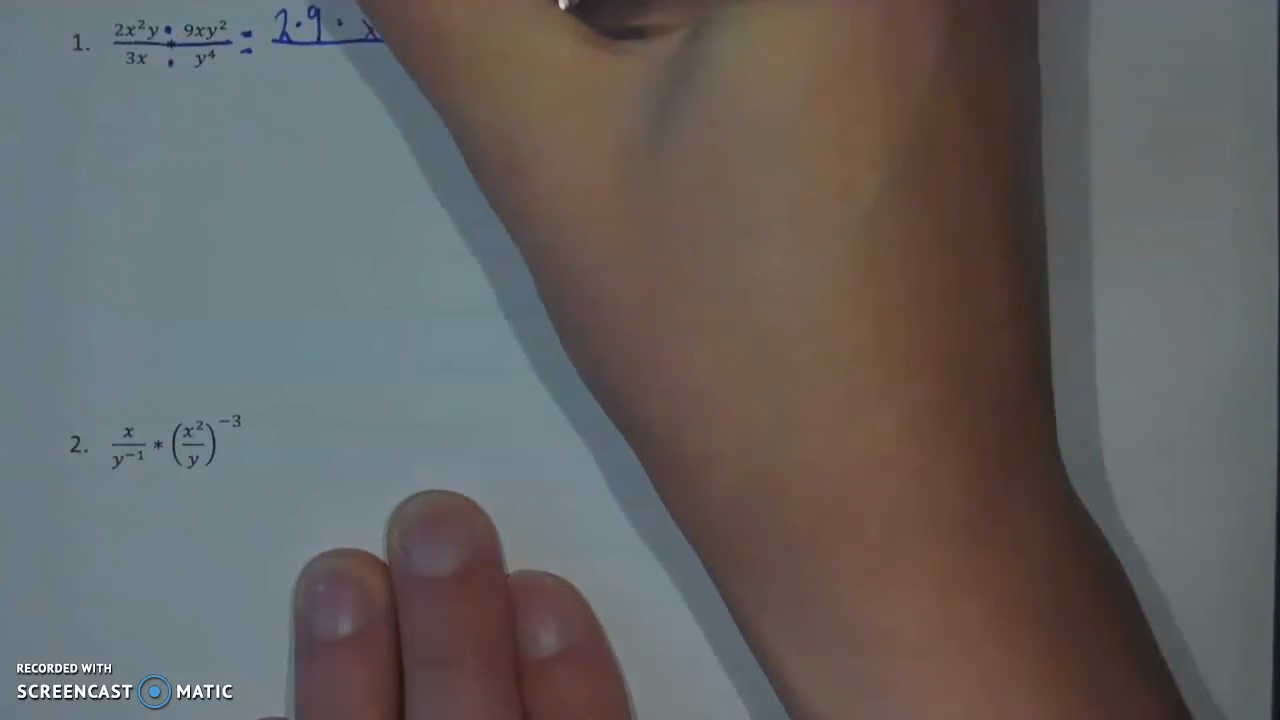 1. 2x²y • 9xy² / 3x • y⁴ = 2·9·x
2. x/y⁻¹ * (x²/y)⁻³
RECORDED WITH
SCREENCAST MATIC